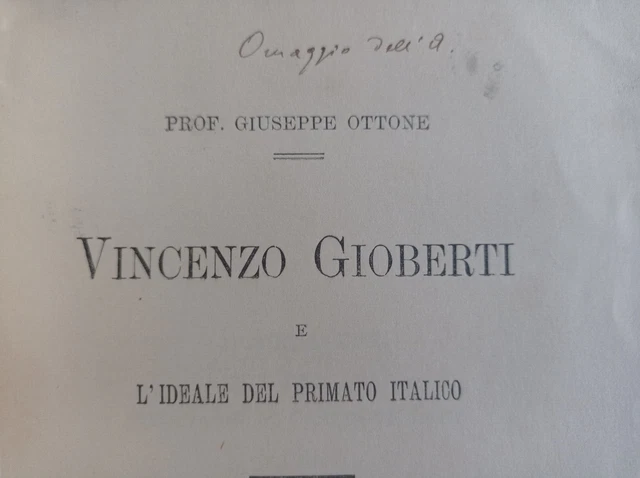 Omaggio dell'A.
PROF. GIUSEPPE OTTONE
VINCENZO GIOBERTI
E
L'IDEALE DEL PRIMATO ITALICO